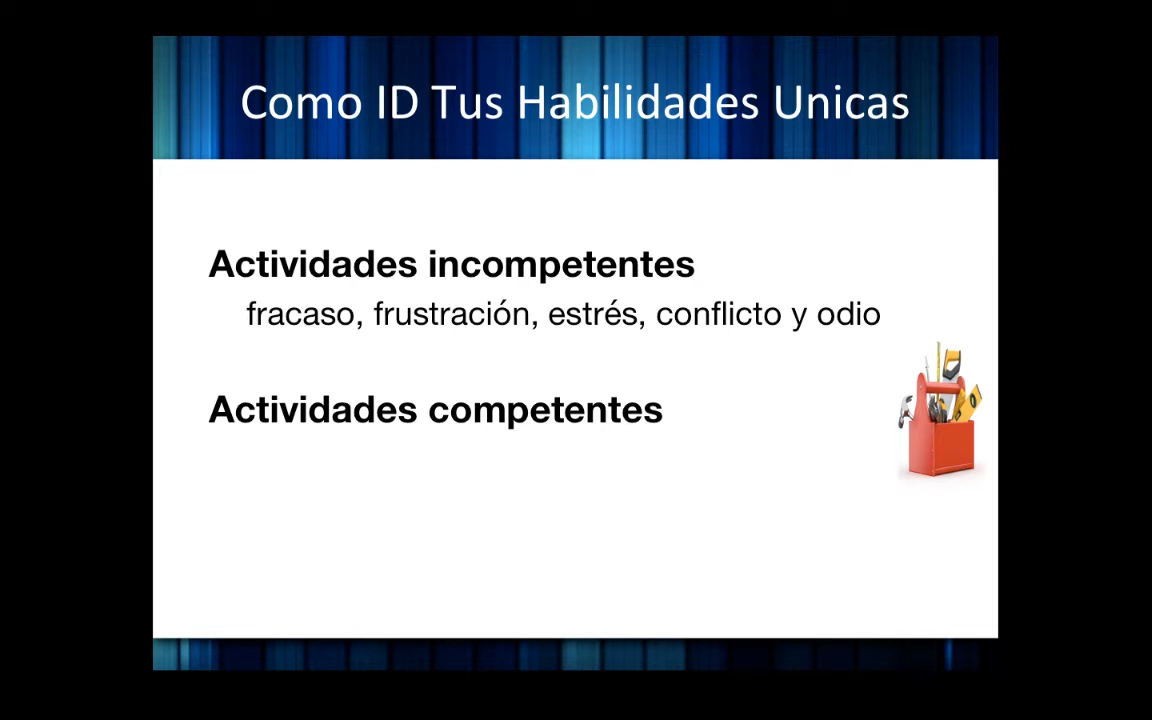 Como ID Tus Habilidades Unicas
Actividades incompetentes
fracaso, frustración, estrés, conflicto y odio
Actividades competentes